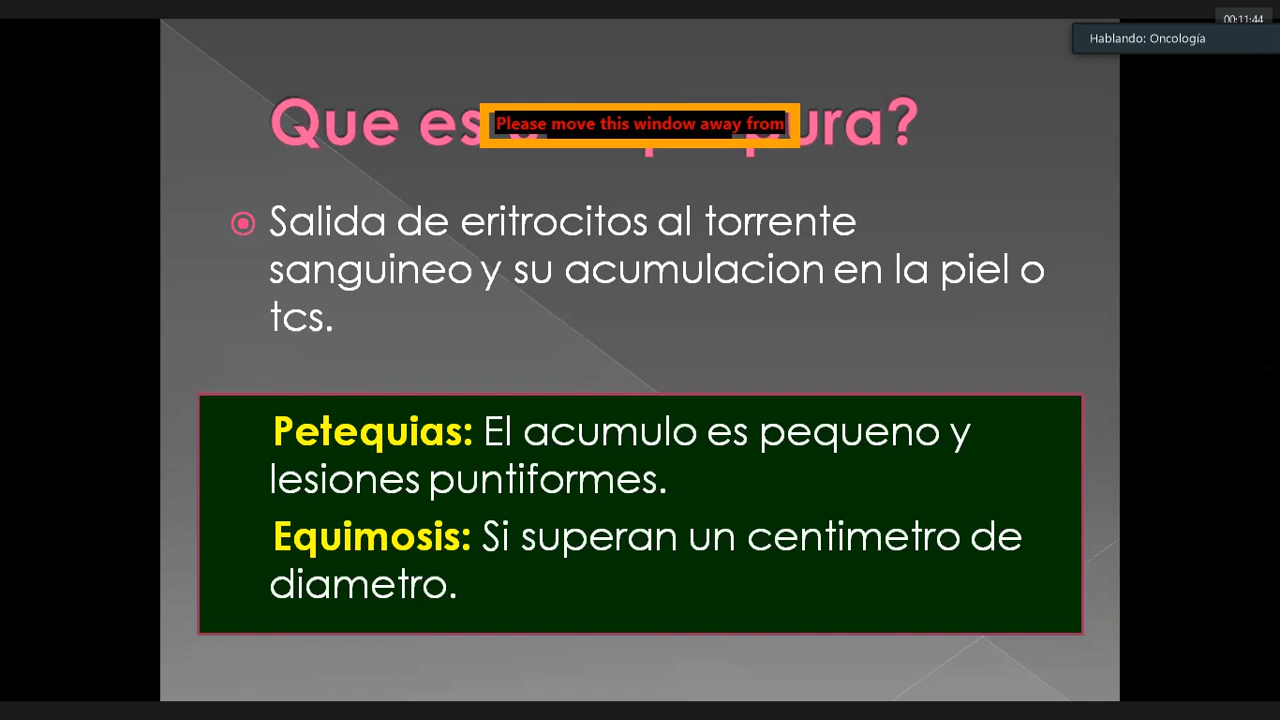 00:11:44
Hablando: Oncología
Que es ura?
Please move this window away from
Salida de eritrocitos al torrente
sanguineo y su acumulacion en la piel o
tcs.
Petequias: El acumulo es pequeno y
lesiones puntiformes.
Equimosis: Si superan un centimetro de
diametro.